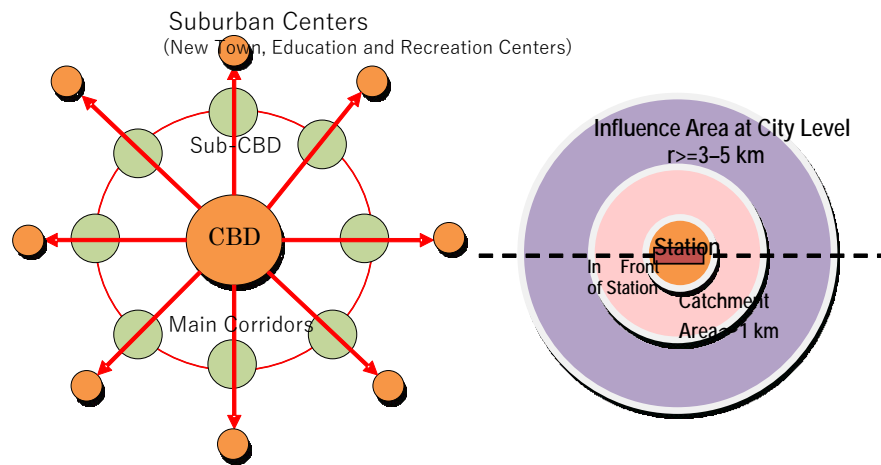 Suburban Centers
(New Town, Education and Recreation Centers)
Sub-CBD
CBD
Main Corridors
Influence Area at City Level
r>=3–5 km
Station
In Front
of Station
Catchment
Area=~1 km